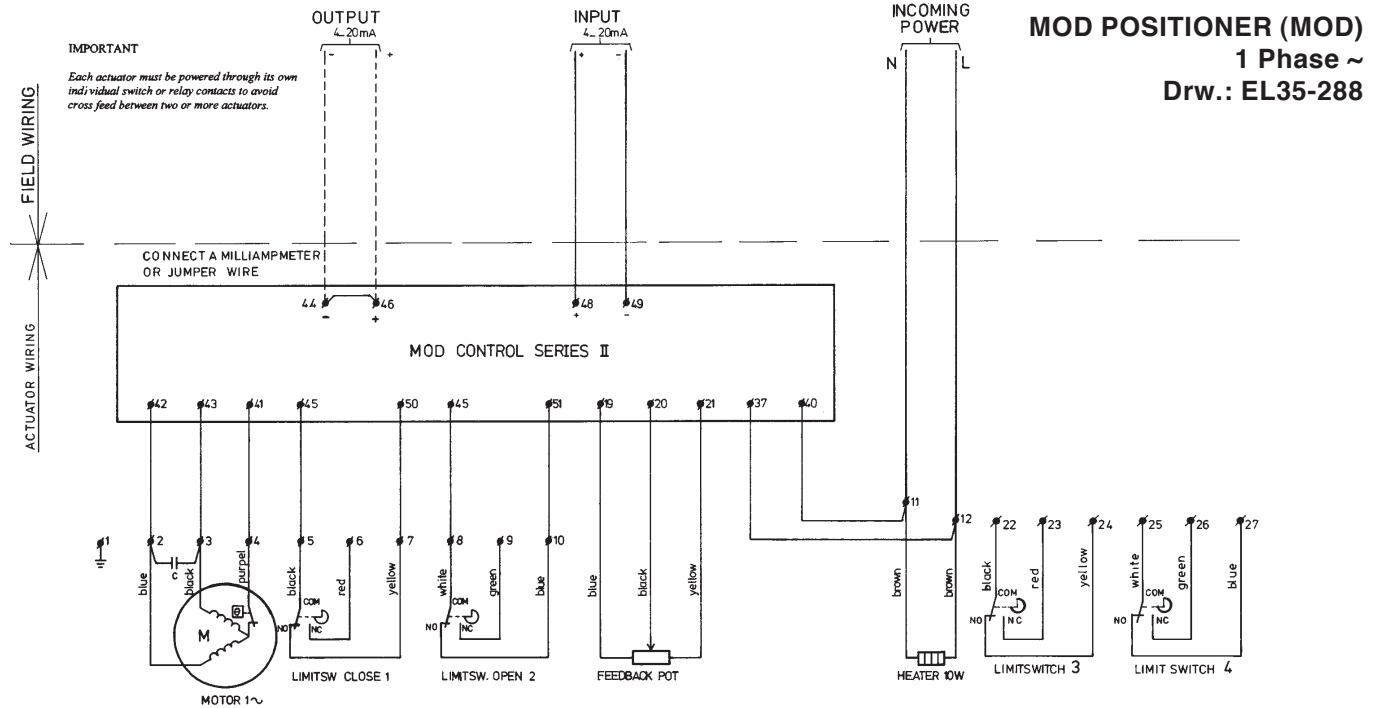 MOD POSITIONER (MOD)
1 Phase ~
Drw.: EL35-288
OUTPUT
4-20mA
- +
INPUT
4-20mA
+ -
INCOMING
POWER
N L
IMPORTANT
Each actuator must be powered through its own
individual switch or relay contacts to avoid
cross feed between two or more actuators.
FIELD WIRING
ACTUATOR WIRING
CONNECT A MILLIAMPMETER
OR JUMPER WIRE
44 46 48 49
- + + -
MOD CONTROL SERIES II
42 43 41 45 50 45 51 19 20 21 37 40
11
12 22 23 24 25 26 27
1 2 3 4 5 6 7 8 9 10
C
blue black purpel black red yellow white green blue blue black yellow brown brown black red yellow white green blue
θ
M
COM
NO NC
COM
NO NC
COM
NO NC
COM
NO NC
LIMITSW CLOSE 1
LIMITSW. OPEN 2
FEEDBACK POT
HEATER 10W
LIMITSWITCH 3
LIMIT SWITCH 4
MOTOR 1~